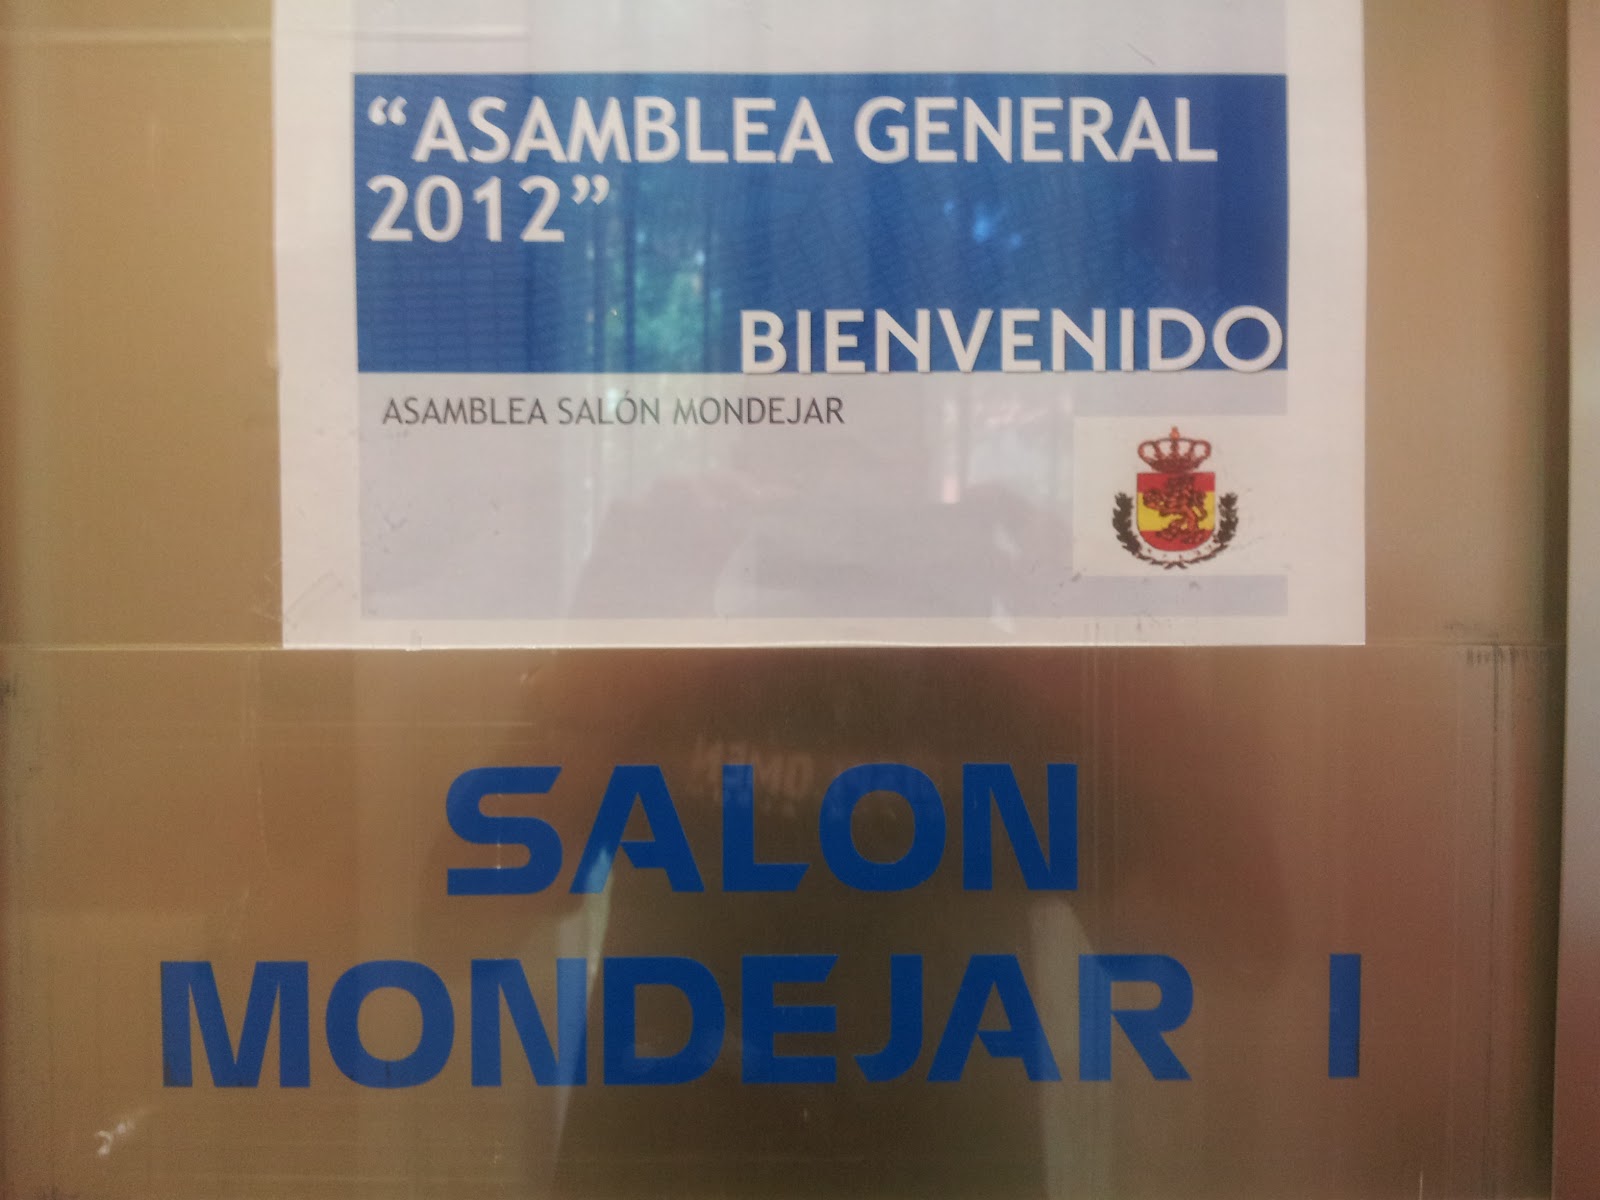 “ASAMBLEA GENERAL
2012”
BIENVENIDO
ASAMBLEA SALÓN MONDEJAR
SALON
MONDEJAR I